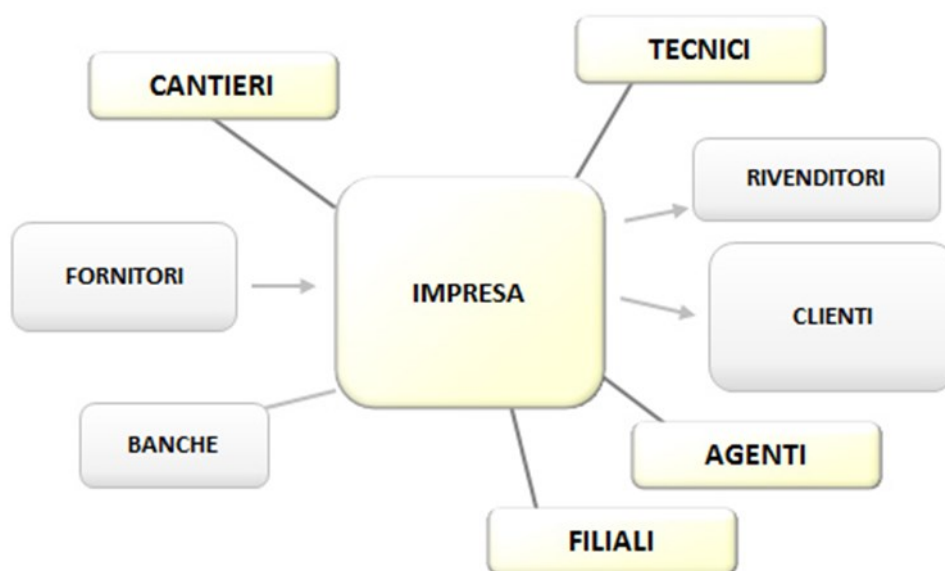 TECNICI
CANTIERI
RIVENDITORI
FORNITORI
IMPRESA
CLIENTI
BANCHE
AGENTI
FILIALI